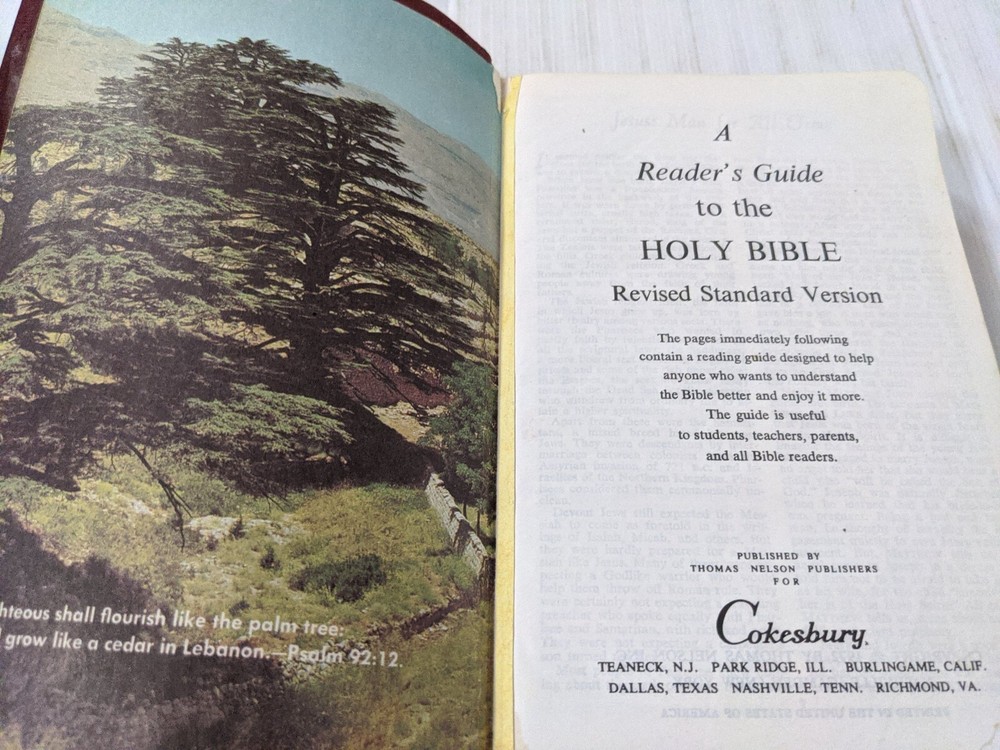 hteous shall flourish like the palm tree:
grow like a cedar in Lebanon.—Psalm 92:12.
A
Reader's Guide
to the
HOLY BIBLE
Revised Standard Version
The pages immediately following
contain a reading guide designed to help
anyone who wants to understand
the Bible better and enjoy it more.
The guide is useful
to students, teachers, parents,
and all Bible readers.
PUBLISHED BY
THOMAS NELSON PUBLISHERS
FOR
Cokesbury
TEANECK, N.J. PARK RIDGE, ILL. BURLINGAME, CALIF.
DALLAS, TEXAS NASHVILLE, TENN. RICHMOND, VA.